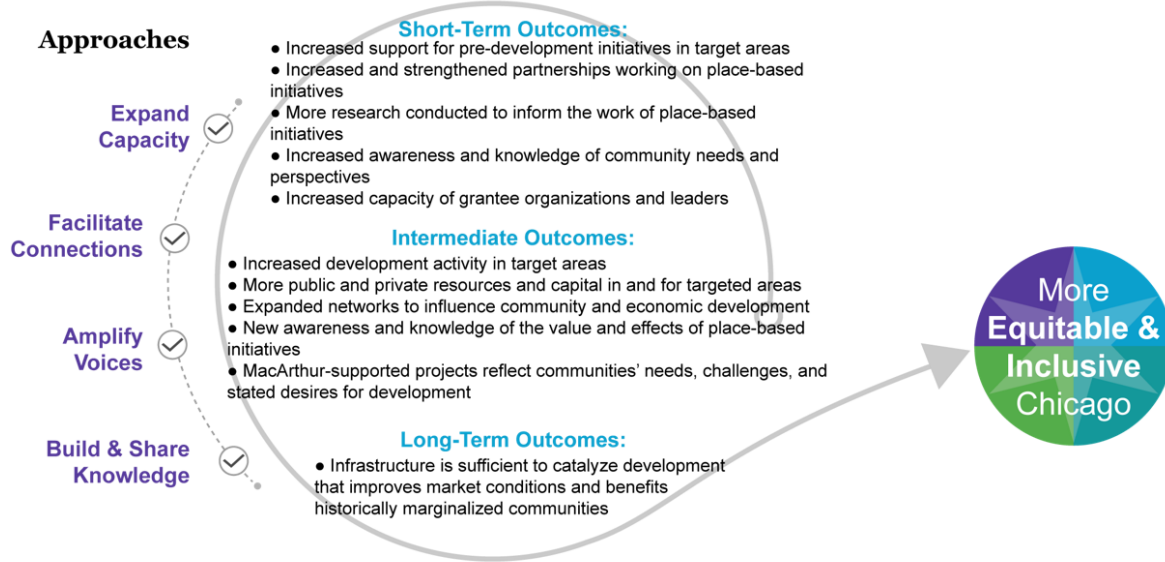 Approaches
Expand
Capacity
Facilitate
Connections
Amplify
Voices
Build & Share
Knowledge
Short-Term Outcomes:
● Increased support for pre-development initiatives in target areas
● Increased and strengthened partnerships working on place-based
initiatives
● More research conducted to inform the work of place-based
initiatives
● Increased awareness and knowledge of community needs and
perspectives
● Increased capacity of grantee organizations and leaders
Intermediate Outcomes:
● Increased development activity in target areas
● More public and private resources and capital in and for targeted areas
● Expanded networks to influence community and economic development
● New awareness and knowledge of the value and effects of place-based
initiatives
● MacArthur-supported projects reflect communities’ needs, challenges, and
stated desires for development
Long-Term Outcomes:
● Infrastructure is sufficient to catalyze development
that improves market conditions and benefits
historically marginalized communities
More
Equitable &
Inclusive
Chicago